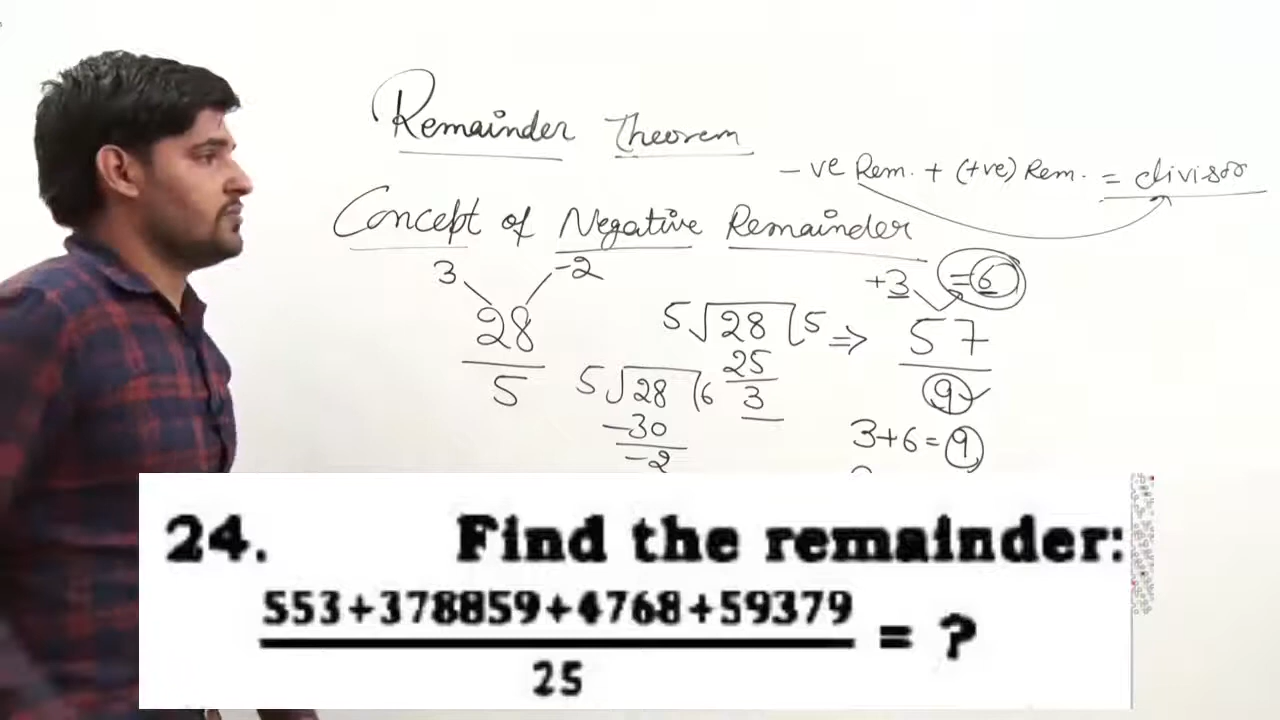 Remainder Theorem
-ve Rem. + (+ve) Rem. = divisor
Concept of Negative Remainder
3 -2
28
5
5 28 5
25
3
5 28 6
-30
-2
⇒
+3 =6
57
9
3+6=9
24. Find the remainder:
553+378859+4768+59379
25
= ?